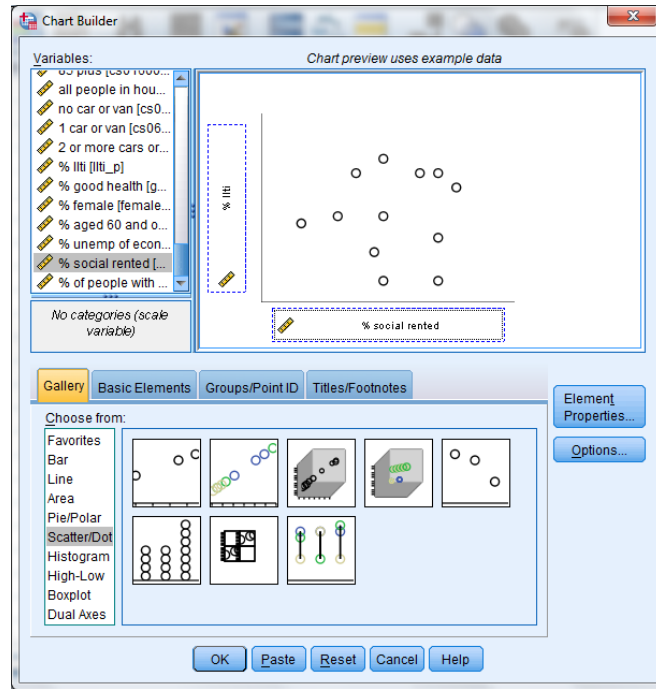 Chart Builder
Variables:
Chart preview uses example data
all people in hou...
no car or van [cs0...
1 car or van [cs06...
2 or more cars or...
% llti [llti_p]
% good health [g...
% female [female...
% aged 60 and o...
% unemp of econ...
% social rented [...
% of people with ...
No categories (scale
variable)
% llti
% social rented
Gallery
Basic Elements
Groups/Point ID
Titles/Footnotes
Element
Properties...
Options...
Choose from:
Favorites
Bar
Line
Area
Pie/Polar
Scatter/Dot
Histogram
High-Low
Boxplot
Dual Axes
OK
Paste
Reset
Cancel
Help